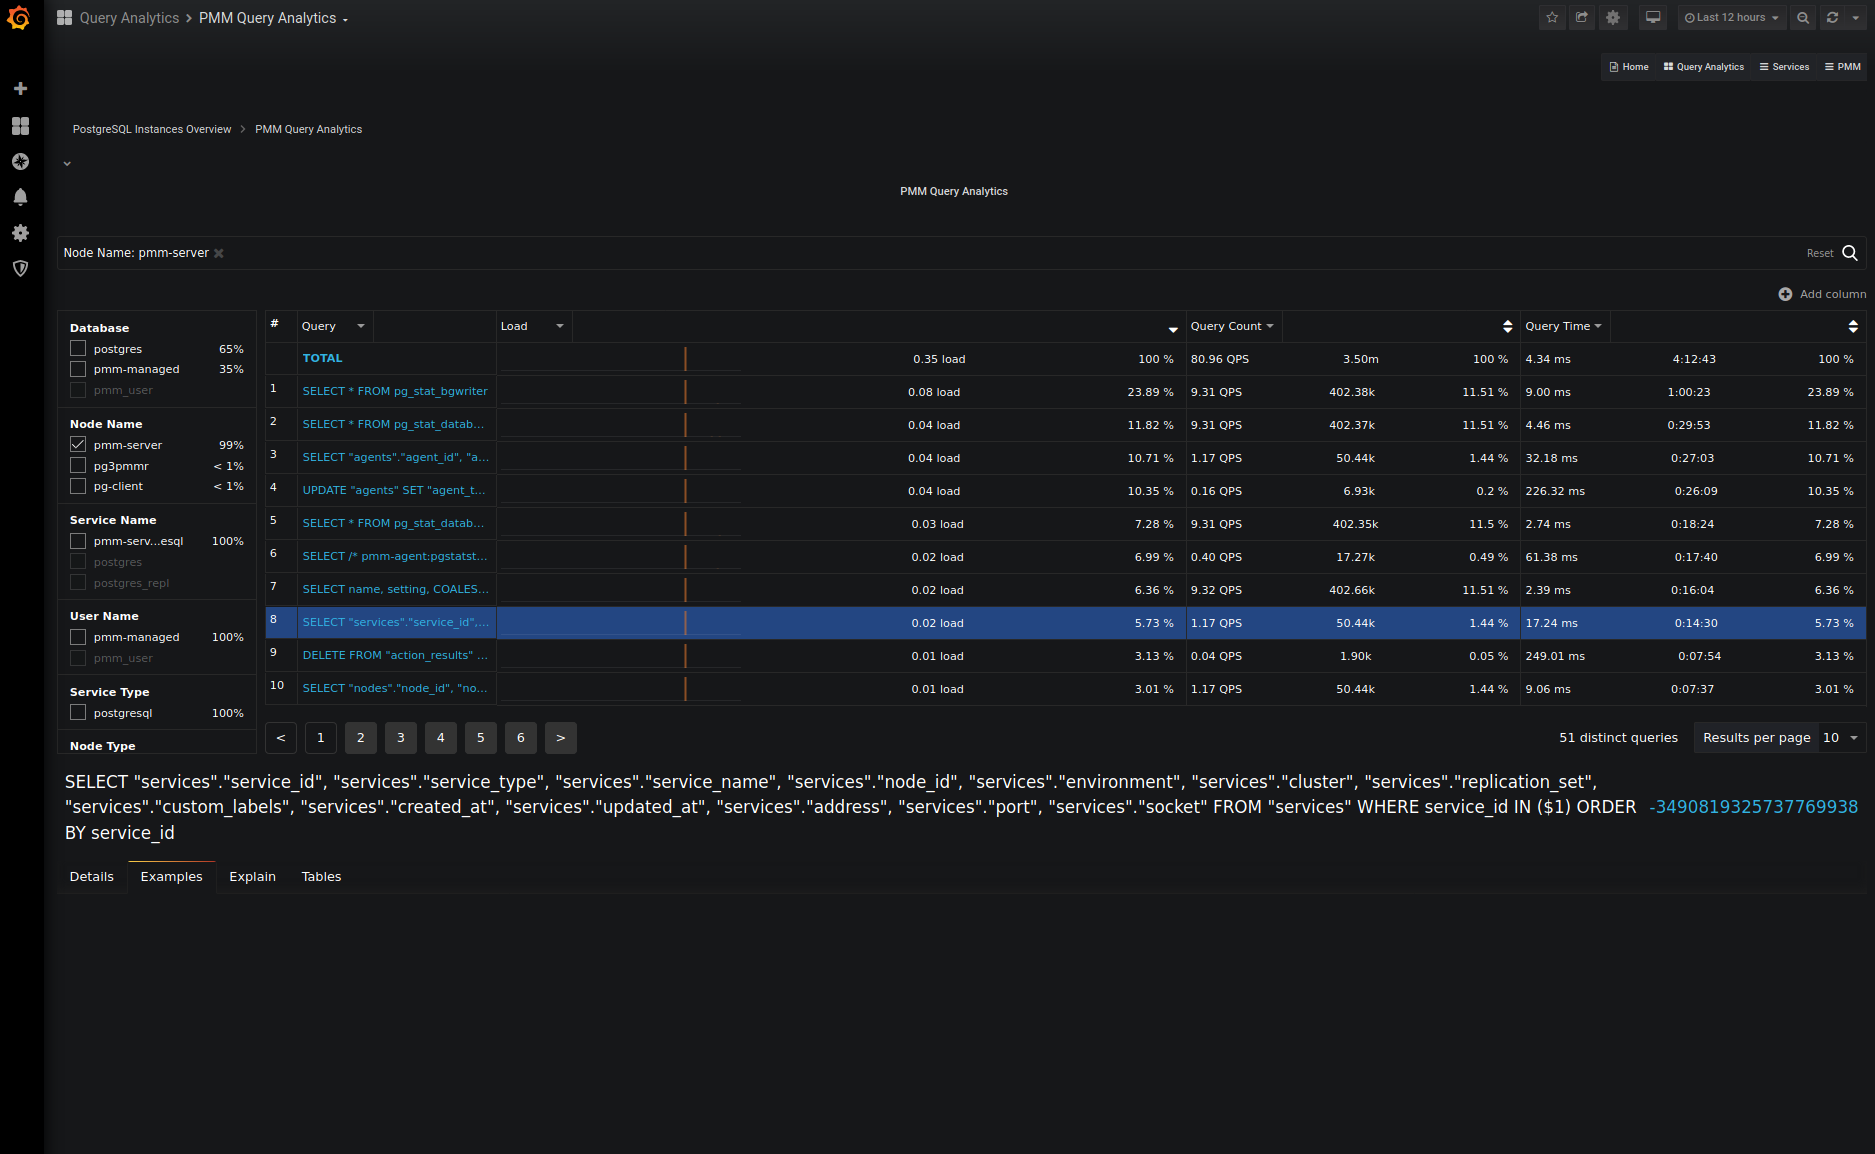 Query Analytics > PMM Query Analytics
Last 12 hours
Home Query Analytics Services PMM
PostgreSQL Instances Overview > PMM Query Analytics
PMM Query Analytics
Node Name: pmm-server Reset
Add column
Database
postgres 65%
pmm-managed 35%
pmm_user
Node Name
pmm-server 99%
pg3pmmr < 1%
pg-client < 1%
Service Name
pmm-serv...esql 100%
postgres
postgres_repl
User Name
pmm-managed 100%
pmm_user
Service Type
postgresql 100%
Node Type
# Query Load Query Count Query Time
TOTAL 0.35 load 100 % 80.96 QPS 3.50m 100 % 4.34 ms 4:12:43 100 %
1 SELECT * FROM pg_stat_bgwriter 0.08 load 23.89 % 9.31 QPS 402.38k 11.51 % 9.00 ms 1:00:23 23.89 %
2 SELECT * FROM pg_stat_datab... 0.04 load 11.82 % 9.31 QPS 402.37k 11.51 % 4.46 ms 0:29:53 11.82 %
3 SELECT "agents"."agent_id", "a... 0.04 load 10.71 % 1.17 QPS 50.44k 1.44 % 32.18 ms 0:27:03 10.71 %
4 UPDATE "agents" SET "agent_t... 0.04 load 10.35 % 0.16 QPS 6.93k 0.2 % 226.32 ms 0:26:09 10.35 %
5 SELECT * FROM pg_stat_datab... 0.03 load 7.28 % 9.31 QPS 402.35k 11.5 % 2.74 ms 0:18:24 7.28 %
6 SELECT /* pmm-agent:pgstatst... 0.02 load 6.99 % 0.40 QPS 17.27k 0.49 % 61.38 ms 0:17:40 6.99 %
7 SELECT name, setting, COALES... 0.02 load 6.36 % 9.32 QPS 402.66k 11.51 % 2.39 ms 0:16:04 6.36 %
8 SELECT "services"."service_id",... 0.02 load 5.73 % 1.17 QPS 50.44k 1.44 % 17.24 ms 0:14:30 5.73 %
9 DELETE FROM "action_results" ... 0.01 load 3.13 % 0.04 QPS 1.90k 0.05 % 249.01 ms 0:07:54 3.13 %
10 SELECT "nodes"."node_id", "no... 0.01 load 3.01 % 1.17 QPS 50.44k 1.44 % 9.06 ms 0:07:37 3.01 %
< 1 2 3 4 5 6 > 51 distinct queries Results per page 10
SELECT "services"."service_id", "services"."service_type", "services"."service_name", "services"."node_id", "services"."environment", "services"."cluster", "services"."replication_set",
"services"."custom_labels", "services"."created_at", "services"."updated_at", "services"."address", "services"."port", "services"."socket" FROM "services" WHERE service_id IN ($1) ORDER -3490819325737769938
BY service_id
Details Examples Explain Tables